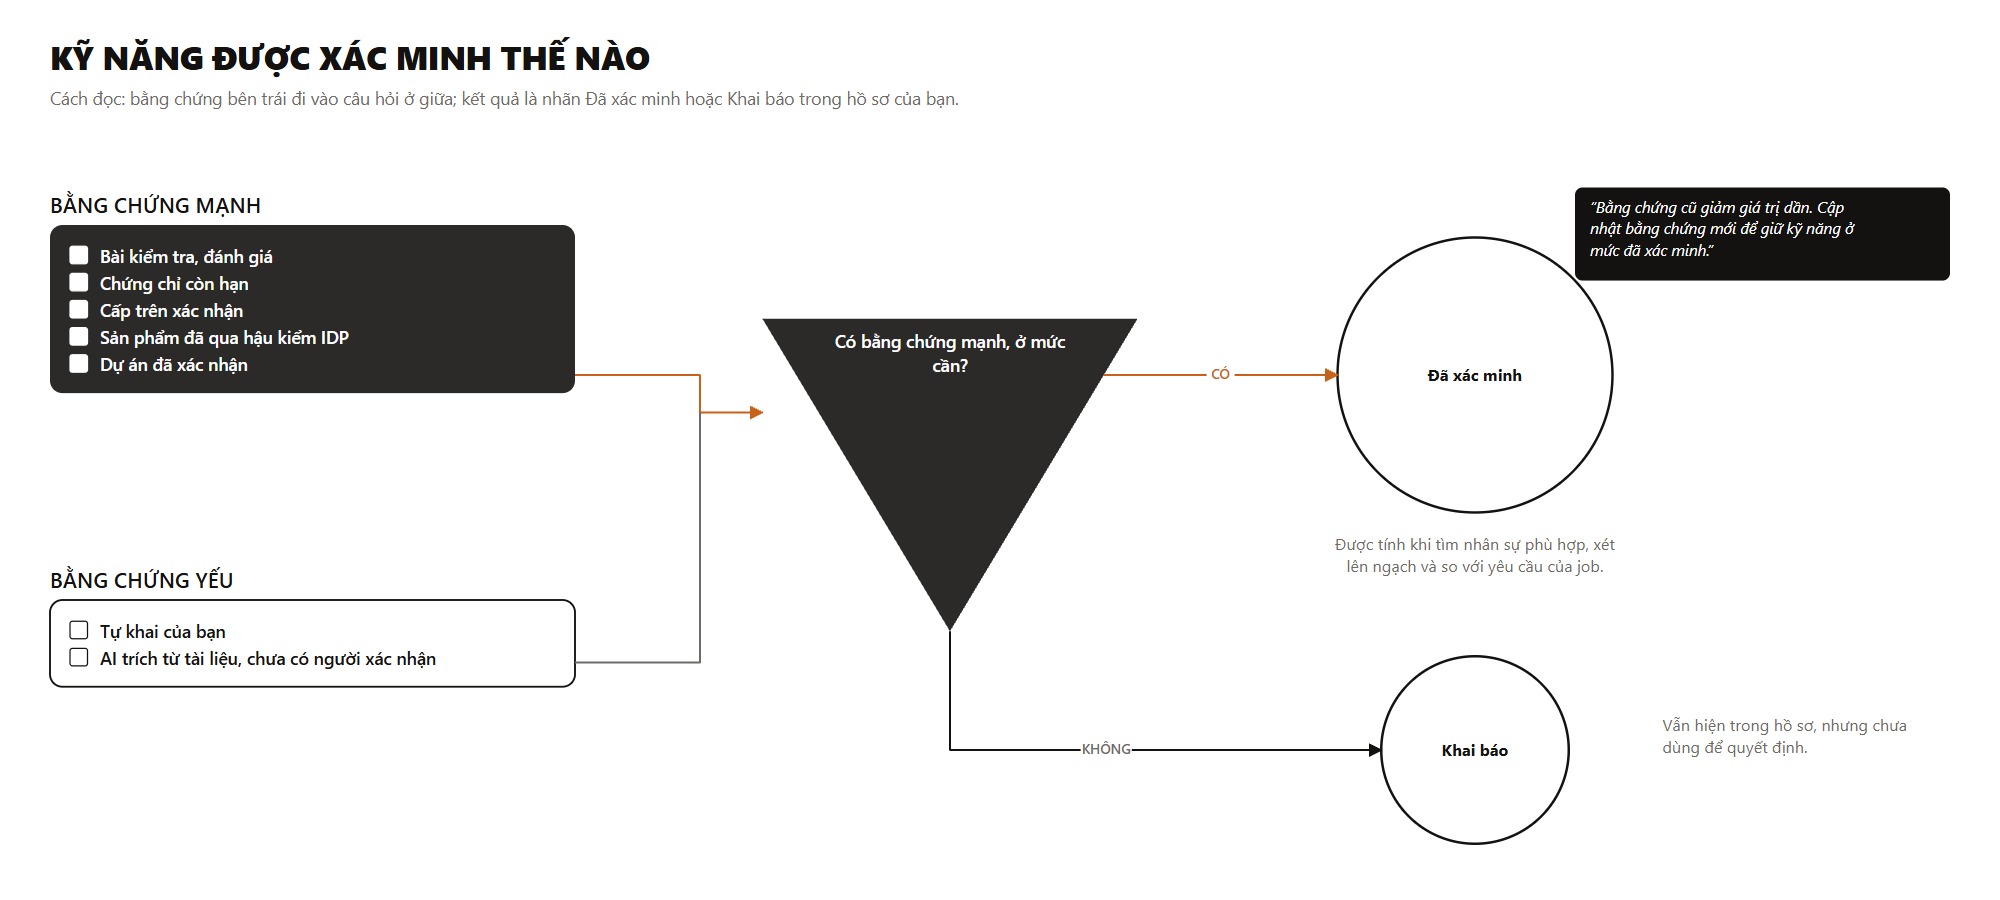 KỸ NĂNG ĐƯỢC XÁC MINH THẾ NÀO
Cách đọc: bằng chứng bên trái đi vào câu hỏi ở giữa; kết quả là nhãn Đã xác minh hoặc Khai báo trong hồ sơ của bạn.
BẰNG CHỨNG MẠNH
Bài kiểm tra, đánh giá
Chứng chỉ còn hạn
Cấp trên xác nhận
Sản phẩm đã qua hậu kiểm IDP
Dự án đã xác nhận
BẰNG CHỨNG YẾU
Tự khai của bạn
AI trích từ tài liệu, chưa có người xác nhận
Có bằng chứng mạnh, ở mức
cần?
CÓ
KHÔNG
"Bằng chứng cũ giảm giá trị dần. Cập
nhật bằng chứng mới để giữ kỹ năng ở
mức đã xác minh."
Đã xác minh
Được tính khi tìm nhân sự phù hợp, xét
lên ngạch và so với yêu cầu của job.
Khai báo
Vẫn hiện trong hồ sơ, nhưng chưa
dùng để quyết định.